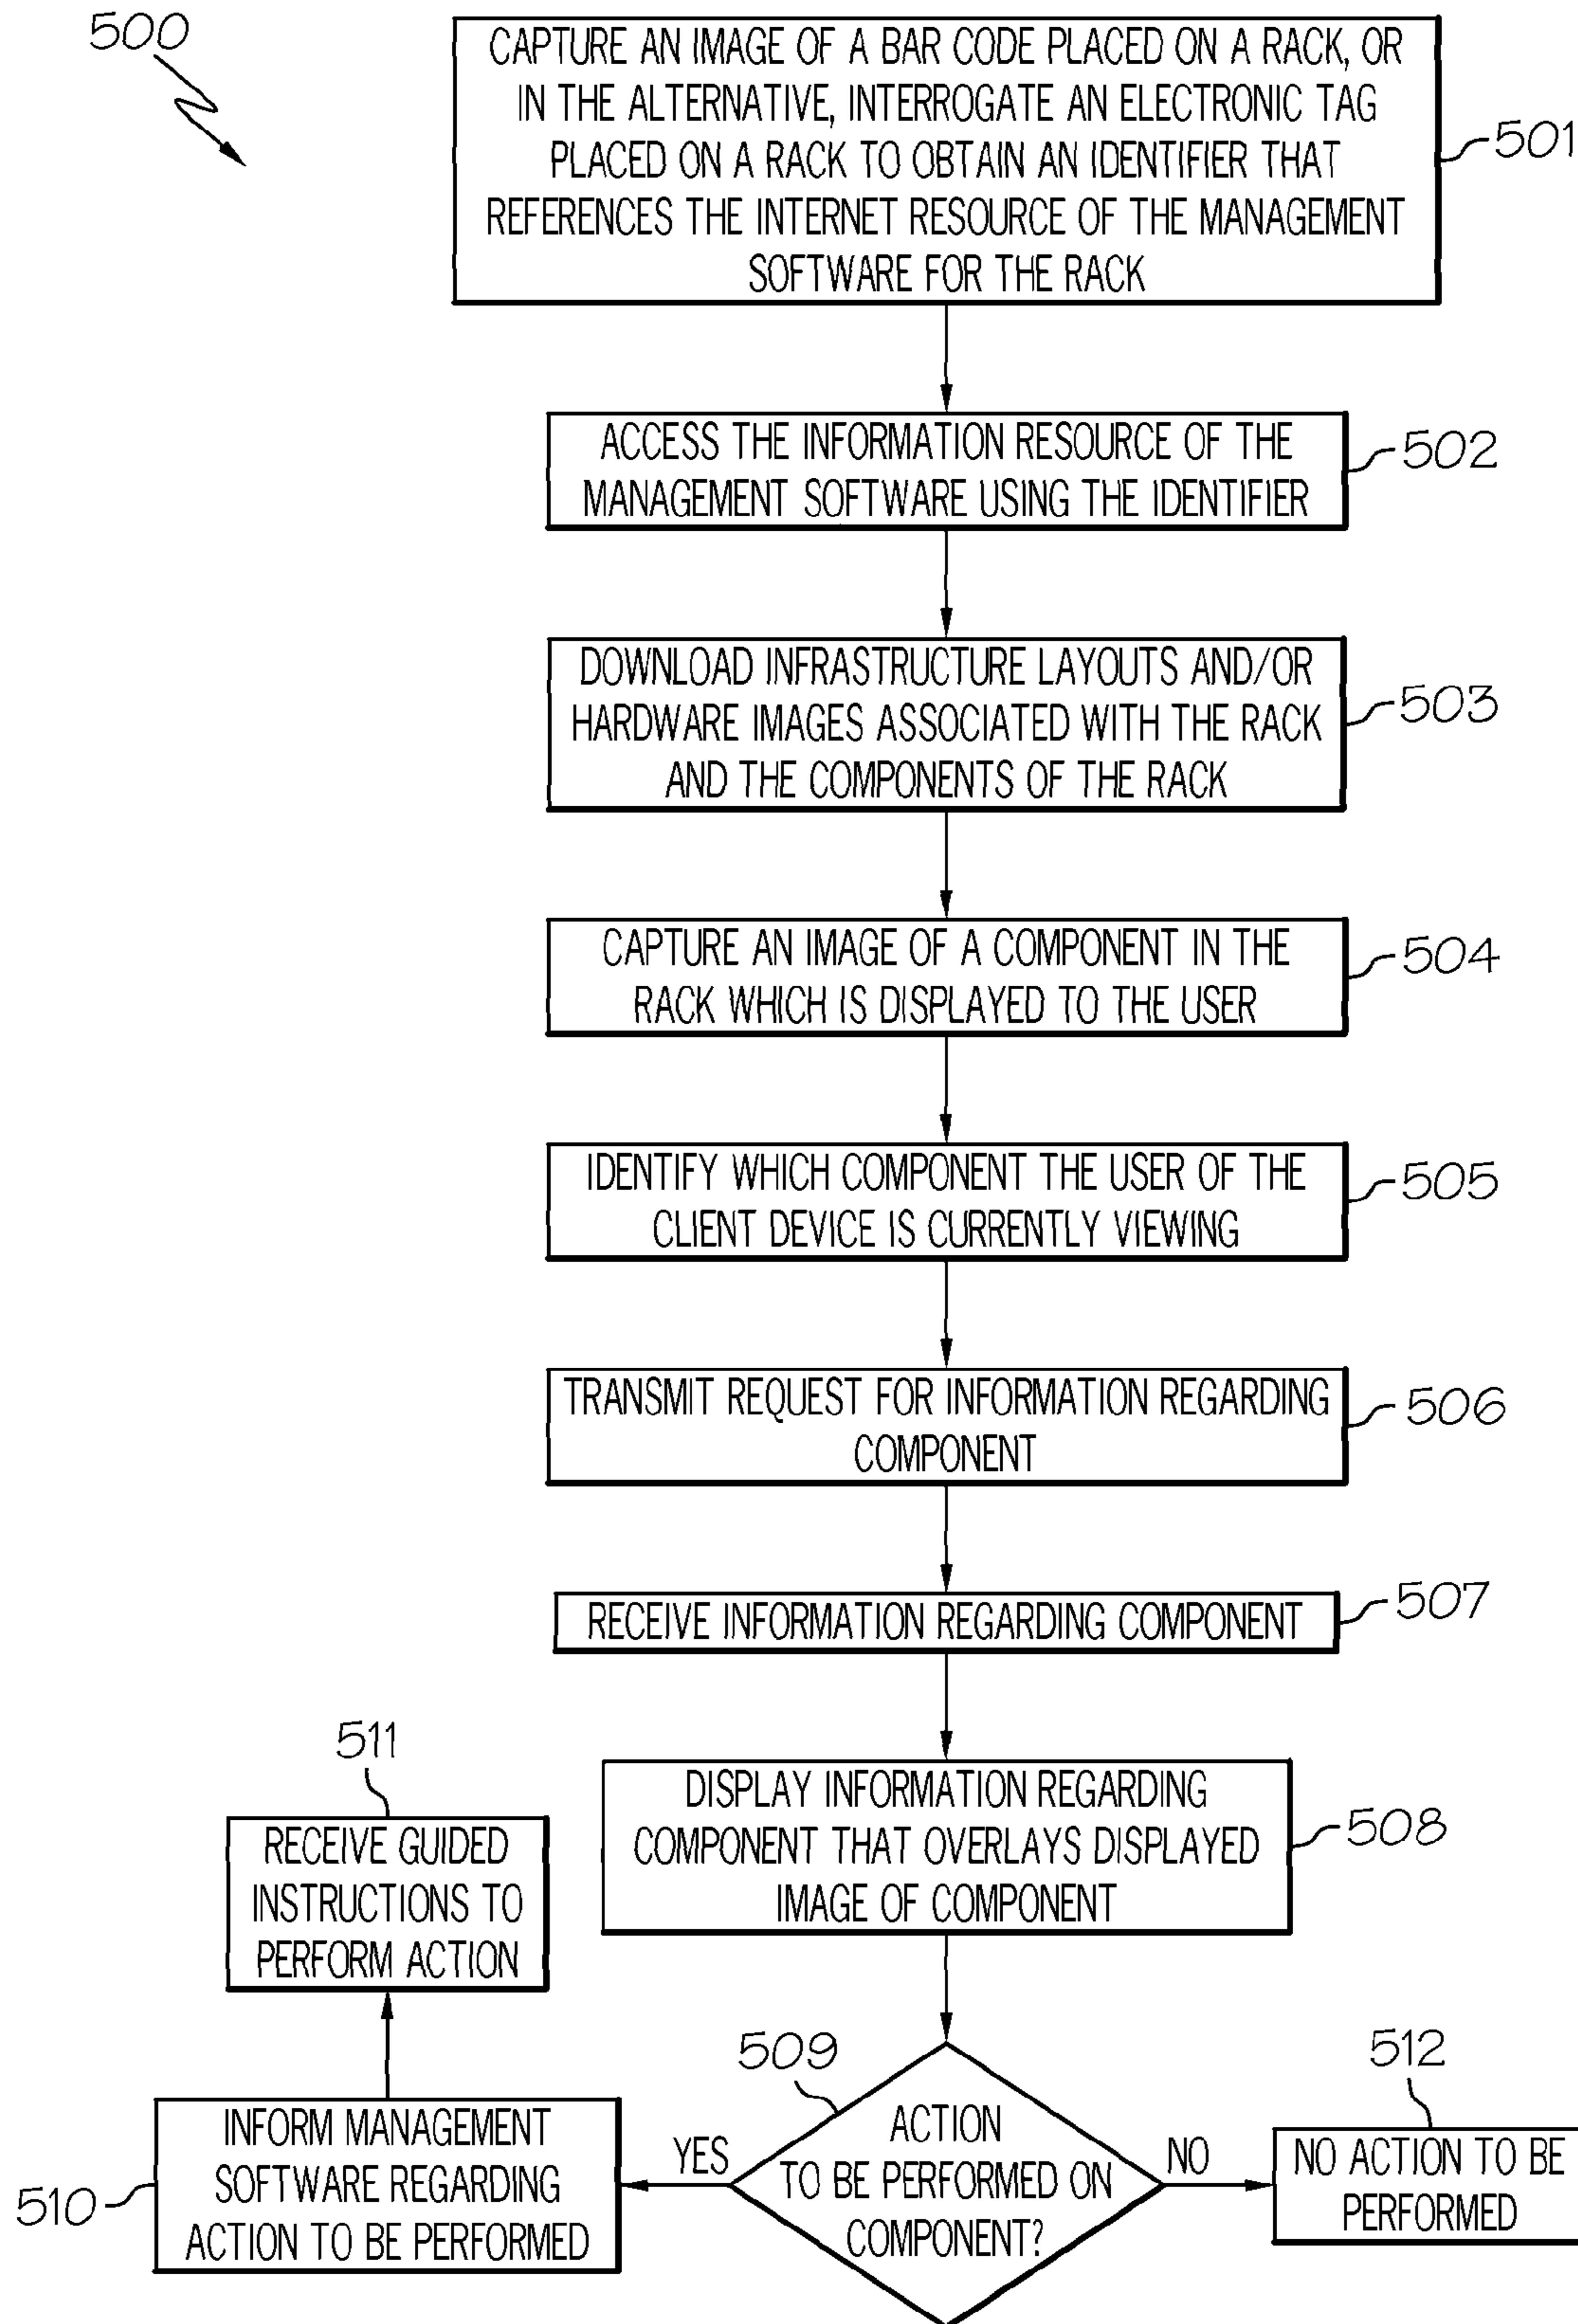 500
CAPTURE AN IMAGE OF A BAR CODE PLACED ON A RACK, OR
IN THE ALTERNATIVE, INTERROGATE AN ELECTRONIC TAG
PLACED ON A RACK TO OBTAIN AN IDENTIFIER THAT
REFERENCES THE INTERNET RESOURCE OF THE MANAGEMENT
SOFTWARE FOR THE RACK
501
ACCESS THE INFORMATION RESOURCE OF THE
MANAGEMENT SOFTWARE USING THE IDENTIFIER
502
DOWNLOAD INFRASTRUCTURE LAYOUTS AND/OR
HARDWARE IMAGES ASSOCIATED WITH THE RACK
AND THE COMPONENTS OF THE RACK
503
CAPTURE AN IMAGE OF A COMPONENT IN THE
RACK WHICH IS DISPLAYED TO THE USER
504
IDENTIFY WHICH COMPONENT THE USER OF THE
CLIENT DEVICE IS CURRENTLY VIEWING
505
TRANSMIT REQUEST FOR INFORMATION REGARDING
COMPONENT
506
RECEIVE INFORMATION REGARDING COMPONENT
507
DISPLAY INFORMATION REGARDING
COMPONENT THAT OVERLAYS DISPLAYED
IMAGE OF COMPONENT
508
509
ACTION
TO BE PERFORMED ON
COMPONENT?
YES
NO
INFORM MANAGEMENT
SOFTWARE REGARDING
ACTION TO BE PERFORMED
510
511
RECEIVE GUIDED
INSTRUCTIONS TO
PERFORM ACTION
512
NO ACTION TO BE
PERFORMED